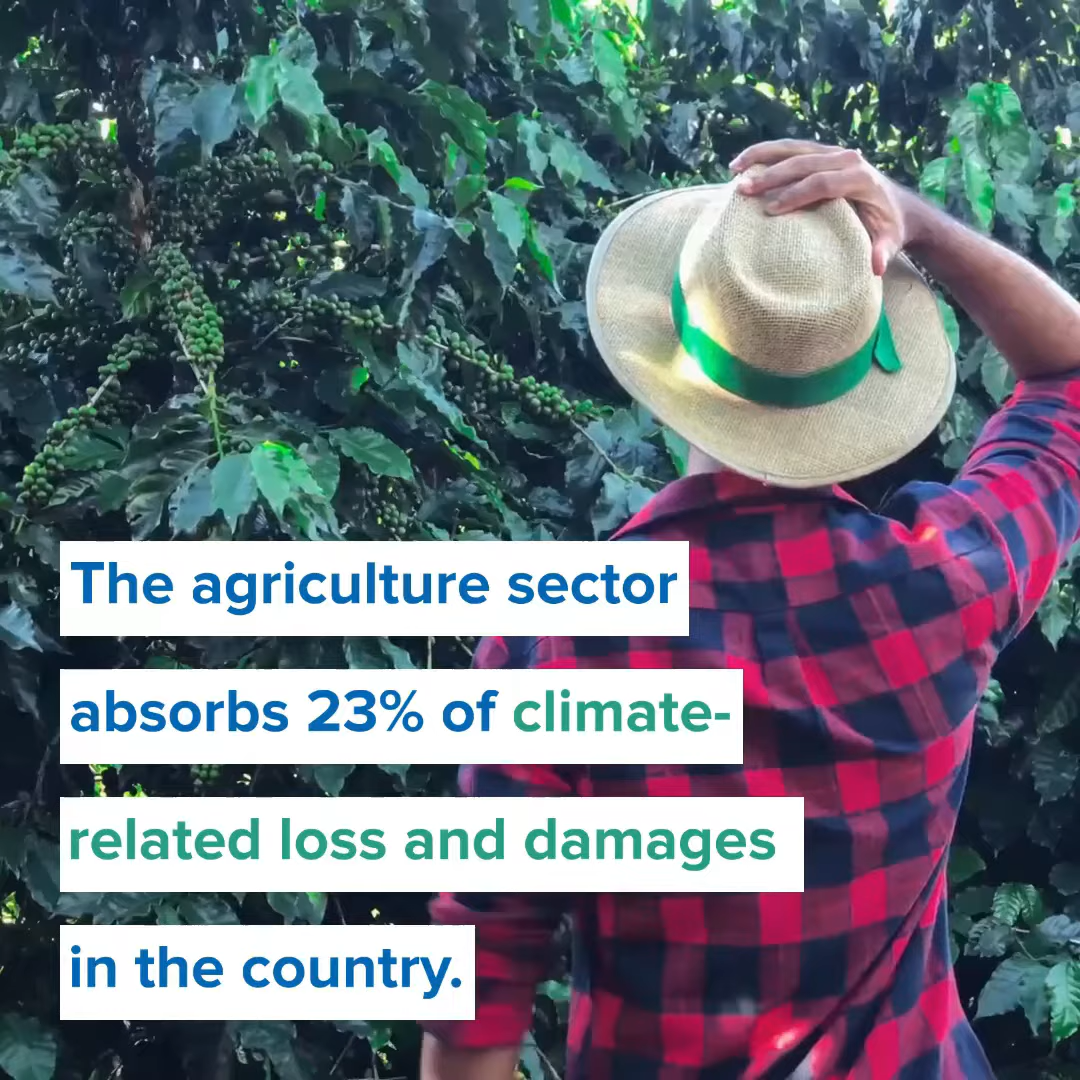 The agriculture sector
absorbs 23% of climate-
related loss and damages
in the country.